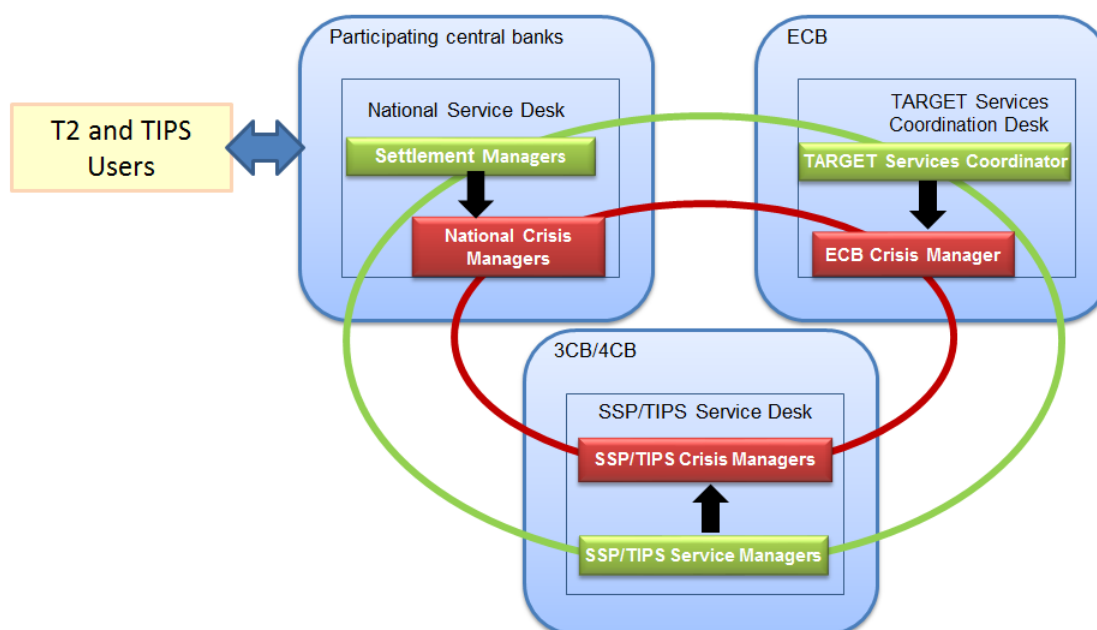 Participating central banks
National Service Desk
Settlement Managers
National Crisis
Managers
T2 and TIPS
Users
ECB
TARGET Services
Coordination Desk
TARGET Services Coordinator
ECB Crisis Manager
3CB/4CB
SSP/TIPS Service Desk
SSP/TIPS Crisis Managers
SSP/TIPS Service Managers